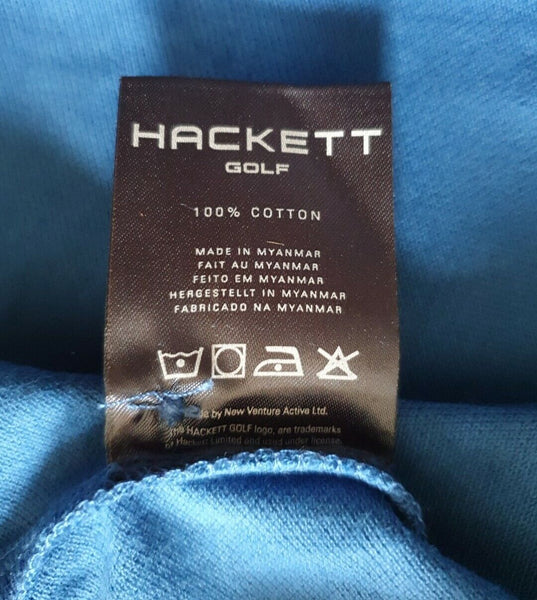 HACKETT
GOLF
100% COTTON
MADE IN MYANMAR
FAIT AU MYANMAR
FEITO EM MYANMAR
HERGESTELLT IN MYANMAR
FABRICADO NA MYANMAR
by New Venture Active Ltd.
HACKETT GOLF logo, are trademarks
of Hackett Limited and used under license.